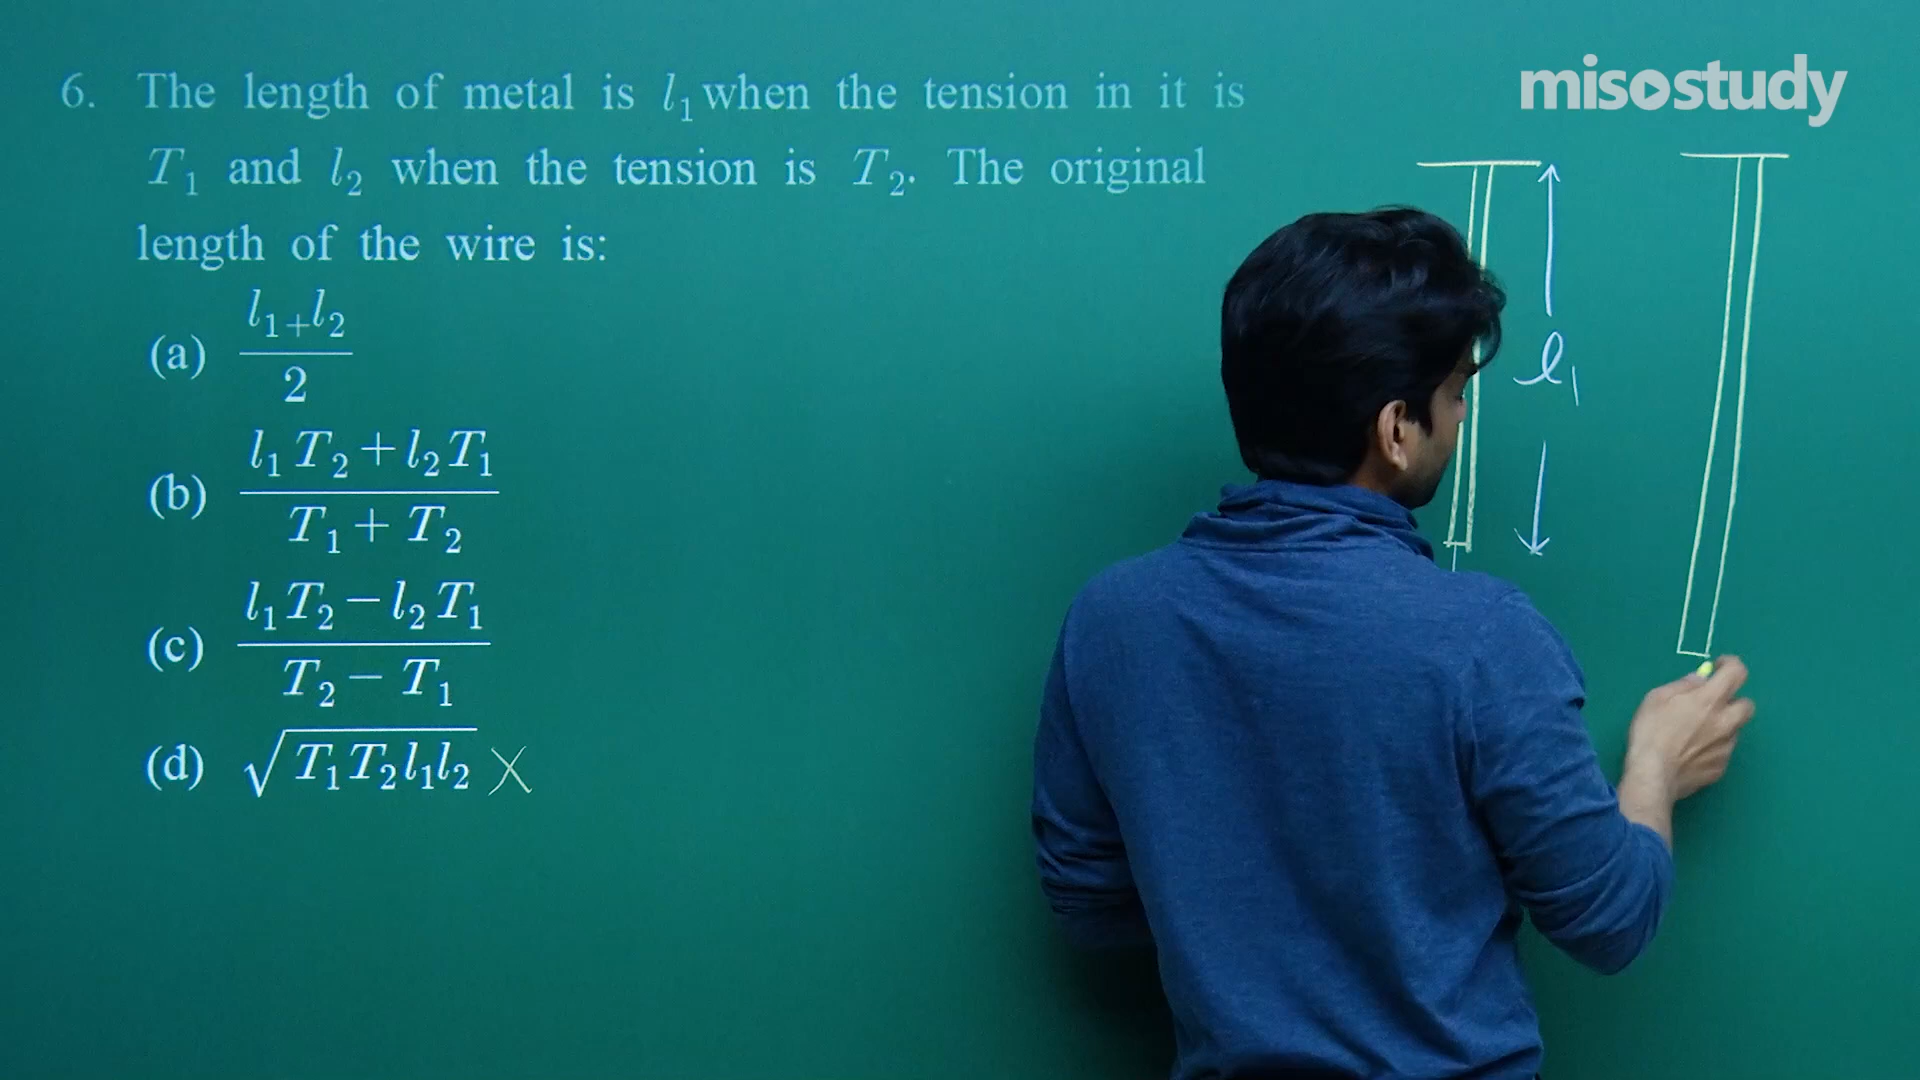 misostudy
6. The length of metal is l₁ when the tension in it is
T₁ and l₂ when the tension is T₂. The original
length of the wire is:
(a) l₁₊l₂ / 2
(b) l₁T₂ + l₂T₁ / T₁ + T₂
(c) l₁T₂ − l₂T₁ / T₂ − T₁
(d) √T₁T₂l₁l₂ X
l₁